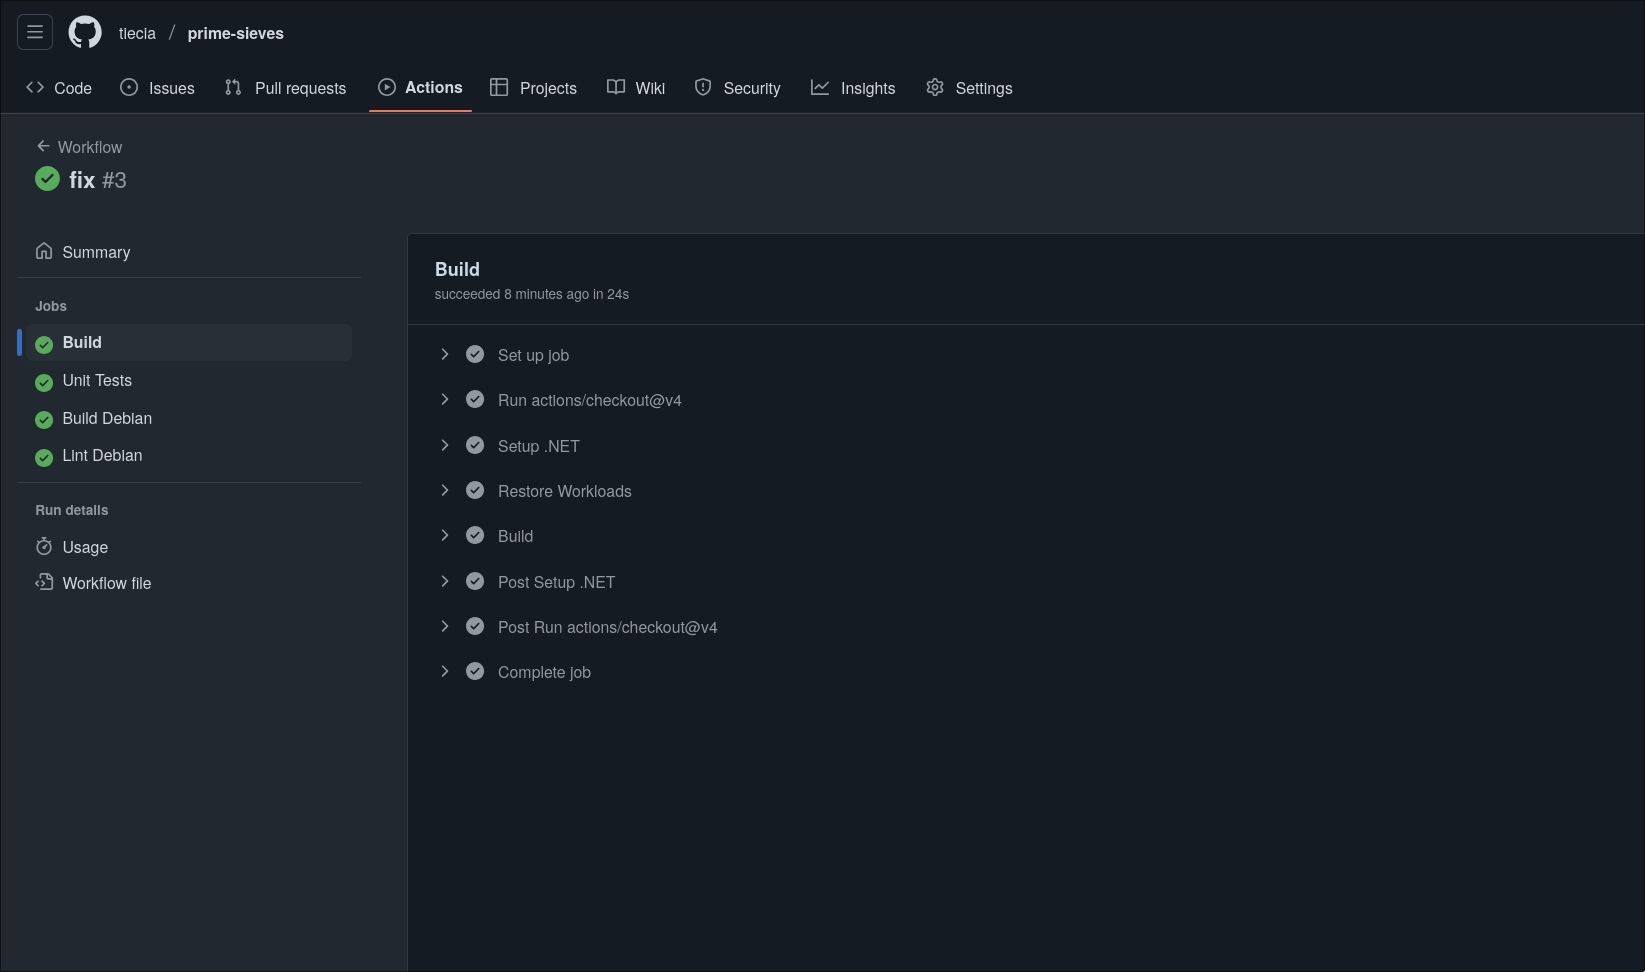 tiecla / prime-sieves
Code Issues Pull requests Actions Projects Wiki Security Insights Settings
Workflow
fix #3
Summary
Jobs
Build
Unit Tests
Build Debian
Lint Debian
Run details
Usage
Workflow file
Build
succeeded 8 minutes ago in 24s
Set up job
Run actions/checkout@v4
Setup .NET
Restore Workloads
Build
Post Setup .NET
Post Run actions/checkout@v4
Complete job